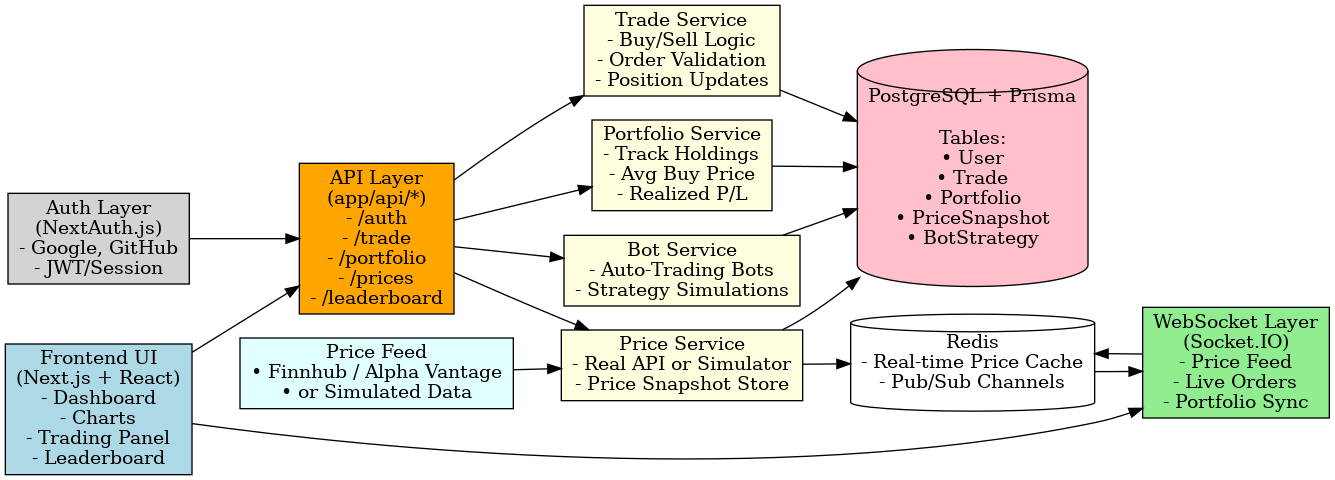 Trade Service
- Buy/Sell Logic
- Order Validation
- Position Updates
PostgreSQL + Prisma
Tables:
• User
• Trade
• Portfolio
• PriceSnapshot
• BotStrategy
Portfolio Service
- Track Holdings
- Avg Buy Price
- Realized P/L
API Layer
(app/api/*)
- /auth
- /trade
- /portfolio
- /prices
- /leaderboard
Auth Layer
(NextAuth.js)
- Google, GitHub
- JWT/Session
Bot Service
- Auto-Trading Bots
- Strategy Simulations
Frontend UI
(Next.js + React)
- Dashboard
- Charts
- Trading Panel
- Leaderboard
Price Feed
• Finnhub / Alpha Vantage
• or Simulated Data
Price Service
- Real API or Simulator
- Price Snapshot Store
Redis
- Real-time Price Cache
- Pub/Sub Channels
WebSocket Layer
(Socket.IO)
- Price Feed
- Live Orders
- Portfolio Sync